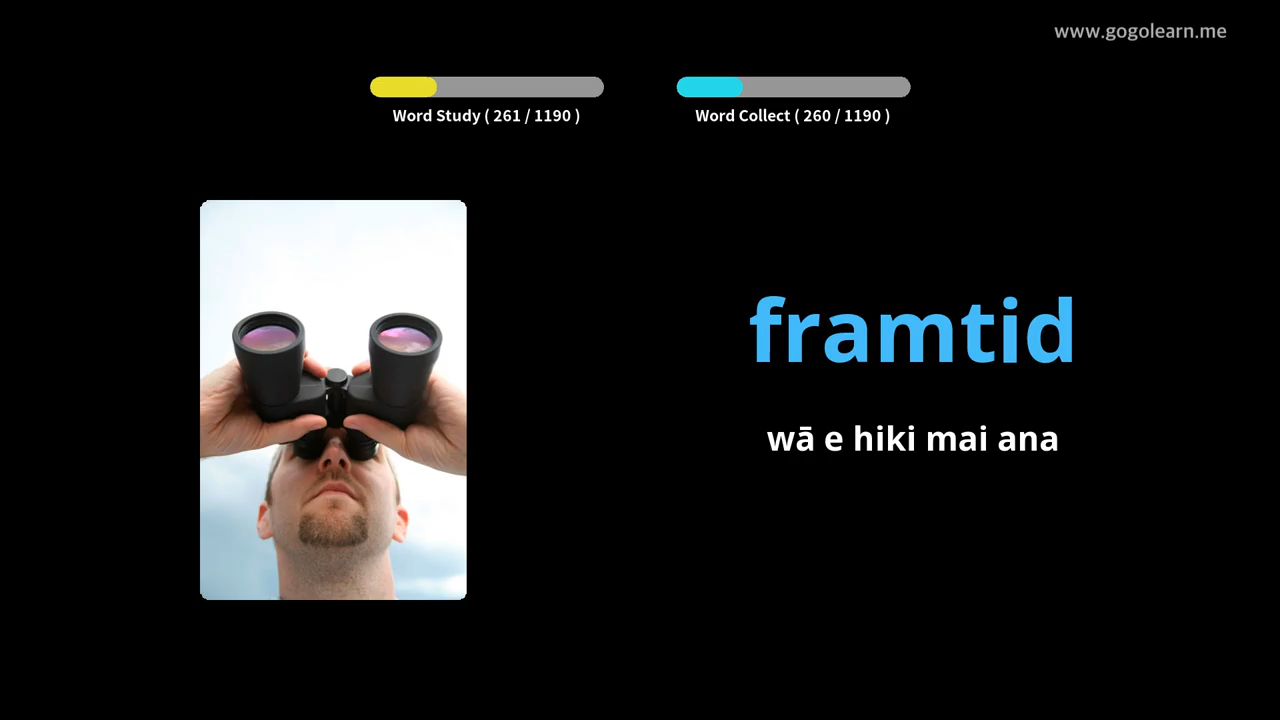 www.gogolearn.me
Word Study ( 261 / 1190 )
Word Collect ( 260 / 1190 )
framtid
wā e hiki mai ana